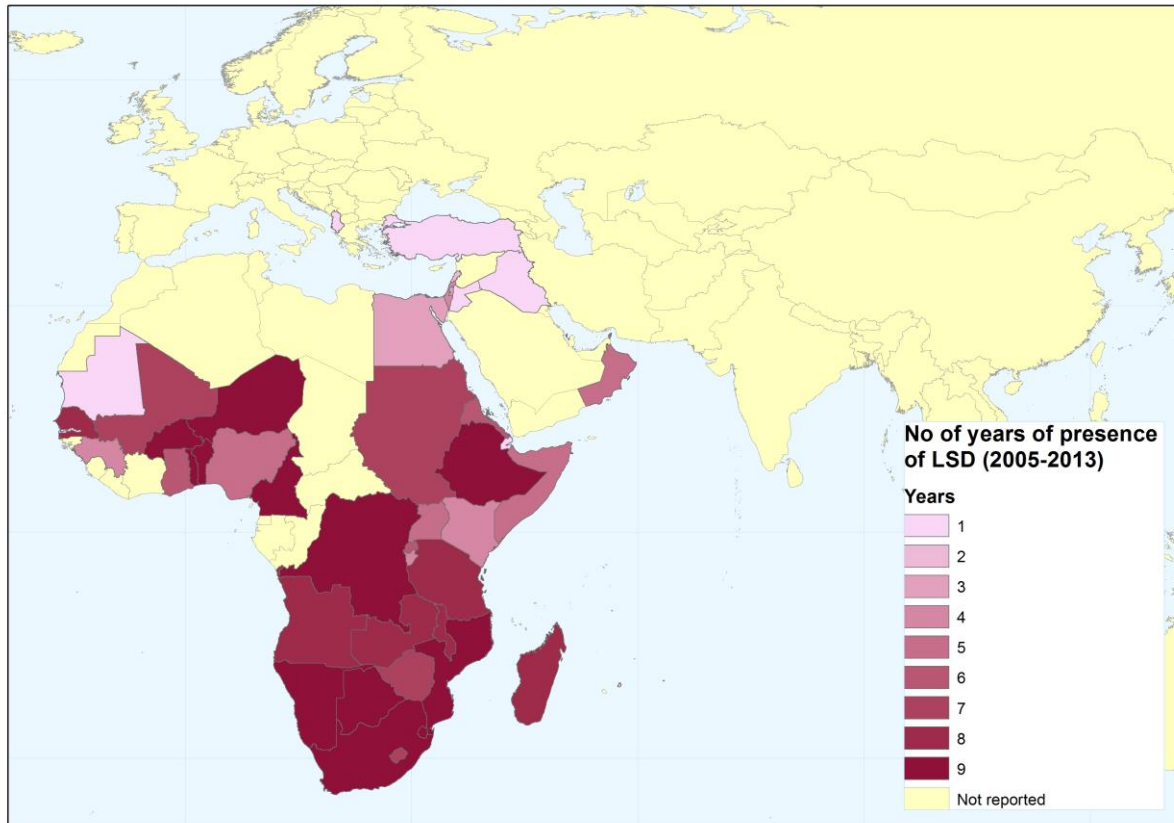 No of years of presence
of LSD (2005-2013)
Years
1
2
3
4
5
6
7
8
9
Not reported